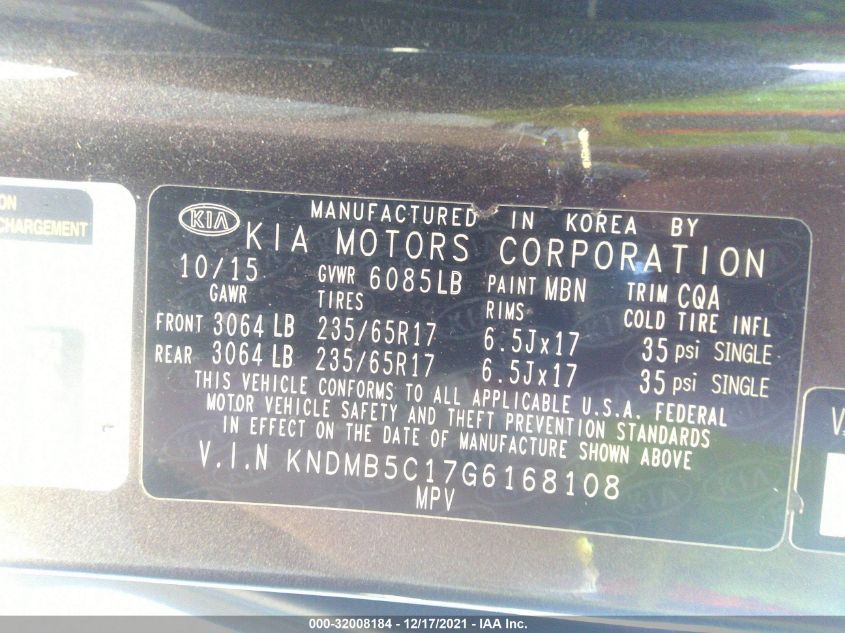 ON
CHARGEMENT
KIA
MANUFACTURED IN KOREA BY
KIA MOTORS CORPORATION
10/15 GVWR 6085LB PAINT MBN TRIM CQA
GAWR TIRES RIMS COLD TIRE INFL
FRONT 3064 LB 235/65R17 6.5Jx17 35 psi SINGLE
REAR 3064 LB 235/65R17 6.5Jx17 35 psi SINGLE
THIS VEHICLE CONFORMS TO ALL APPLICABLE U.S.A. FEDERAL
MOTOR VEHICLE SAFETY AND THEFT PREVENTION STANDARDS
IN EFFECT ON THE DATE OF MANUFACTURE SHOWN ABOVE
V.I.N KNDMB5C17G6168108
MPV
V.
000-32008184 - 12/17/2021 - IAA Inc.